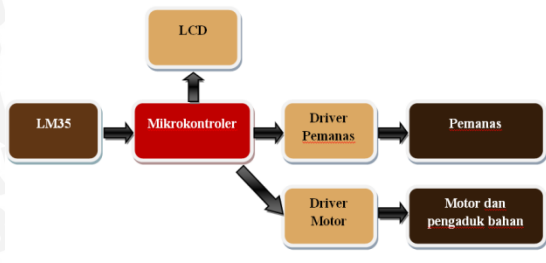 LCD
LM35
Mikrokontroler
Driver
Pemanas
Pemanas
Driver
Motor
Motor dan
pengaduk bahan